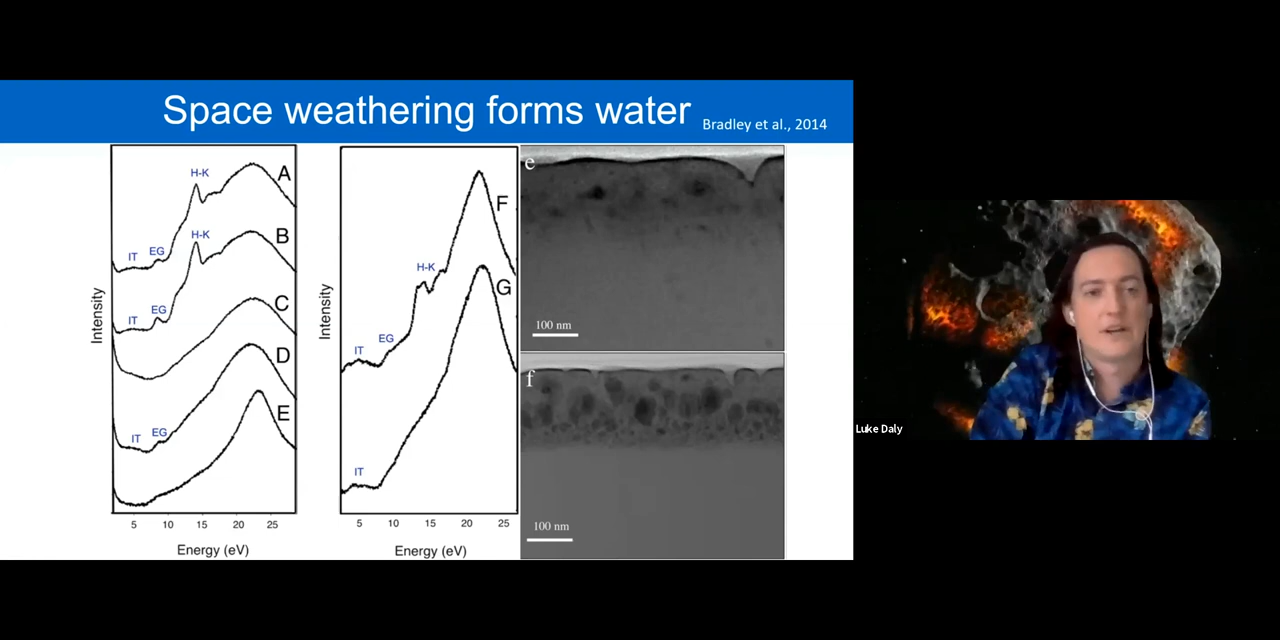 Space weathering forms water
Bradley et al., 2014
Intensity
H-K
A
IT
EG
H-K
B
IT
EG
C
D
IT
EG
E
5 10 15 20 25
Energy (eV)
Intensity
F
H-K
IT
EG
G
IT
5 10 15 20 25
Energy (eV)
e
100 nm
f
100 nm
Luke Daly